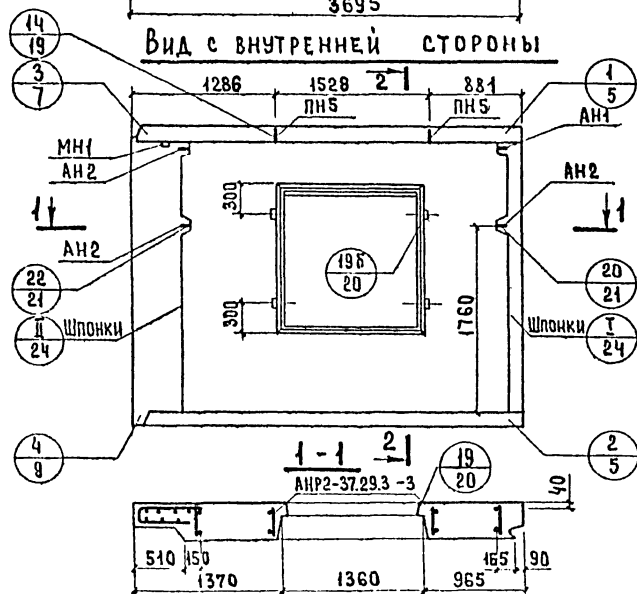 3695
Вид с внутренней стороны
14
19
1286 1528 2 881
3
7
ПН5 ПН5
1
5
МН1
АН1
АН2
300
АН2
1 1
АН2
19б
20
22
21
20
21
1760
II
24
Шпонки
300
Шпонки
I
24
4
9
1-1 2
19
20
2
5
АНР2-37.29.3-3
40
510 150 165 90
1370 1360 965